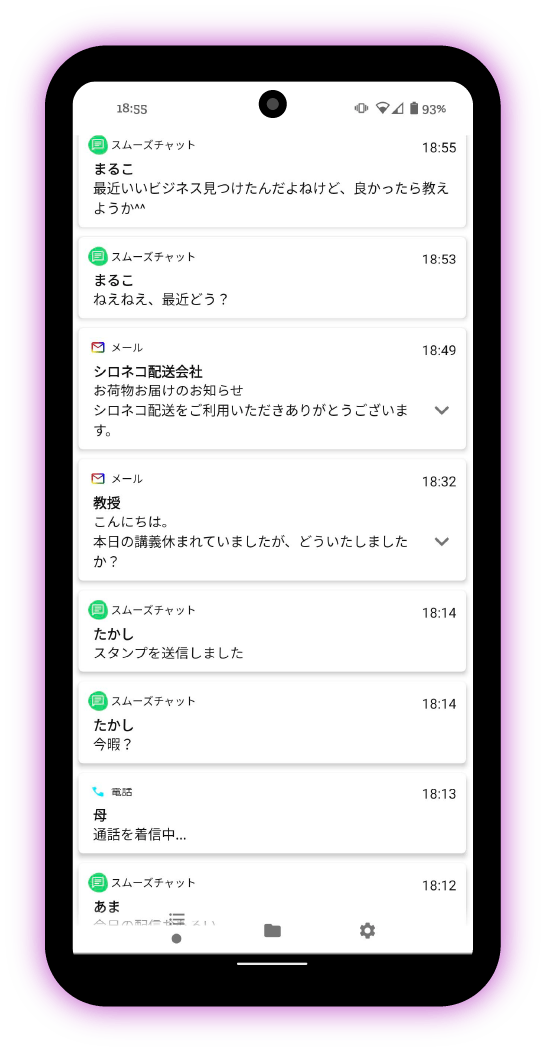 18:55
93%
スムーズチャット
18:55
まるこ
最近いいビジネス見つけたんだよねけど、良かったら教え
ようか^^
スムーズチャット
18:53
まるこ
ねえねえ、最近どう？
メール
18:49
シロネコ配送会社
お荷物お届けのお知らせ
シロネコ配送をご利用いただきありがとうございま
す。
メール
18:32
教授
こんにちは。
本日の講義休まれていましたが、どういたしました
か？
スムーズチャット
18:14
たかし
スタンプを送信しました
スムーズチャット
18:14
たかし
今暇？
電話
18:13
母
通話を着信中...
スムーズチャット
18:12
あま
今日の配信